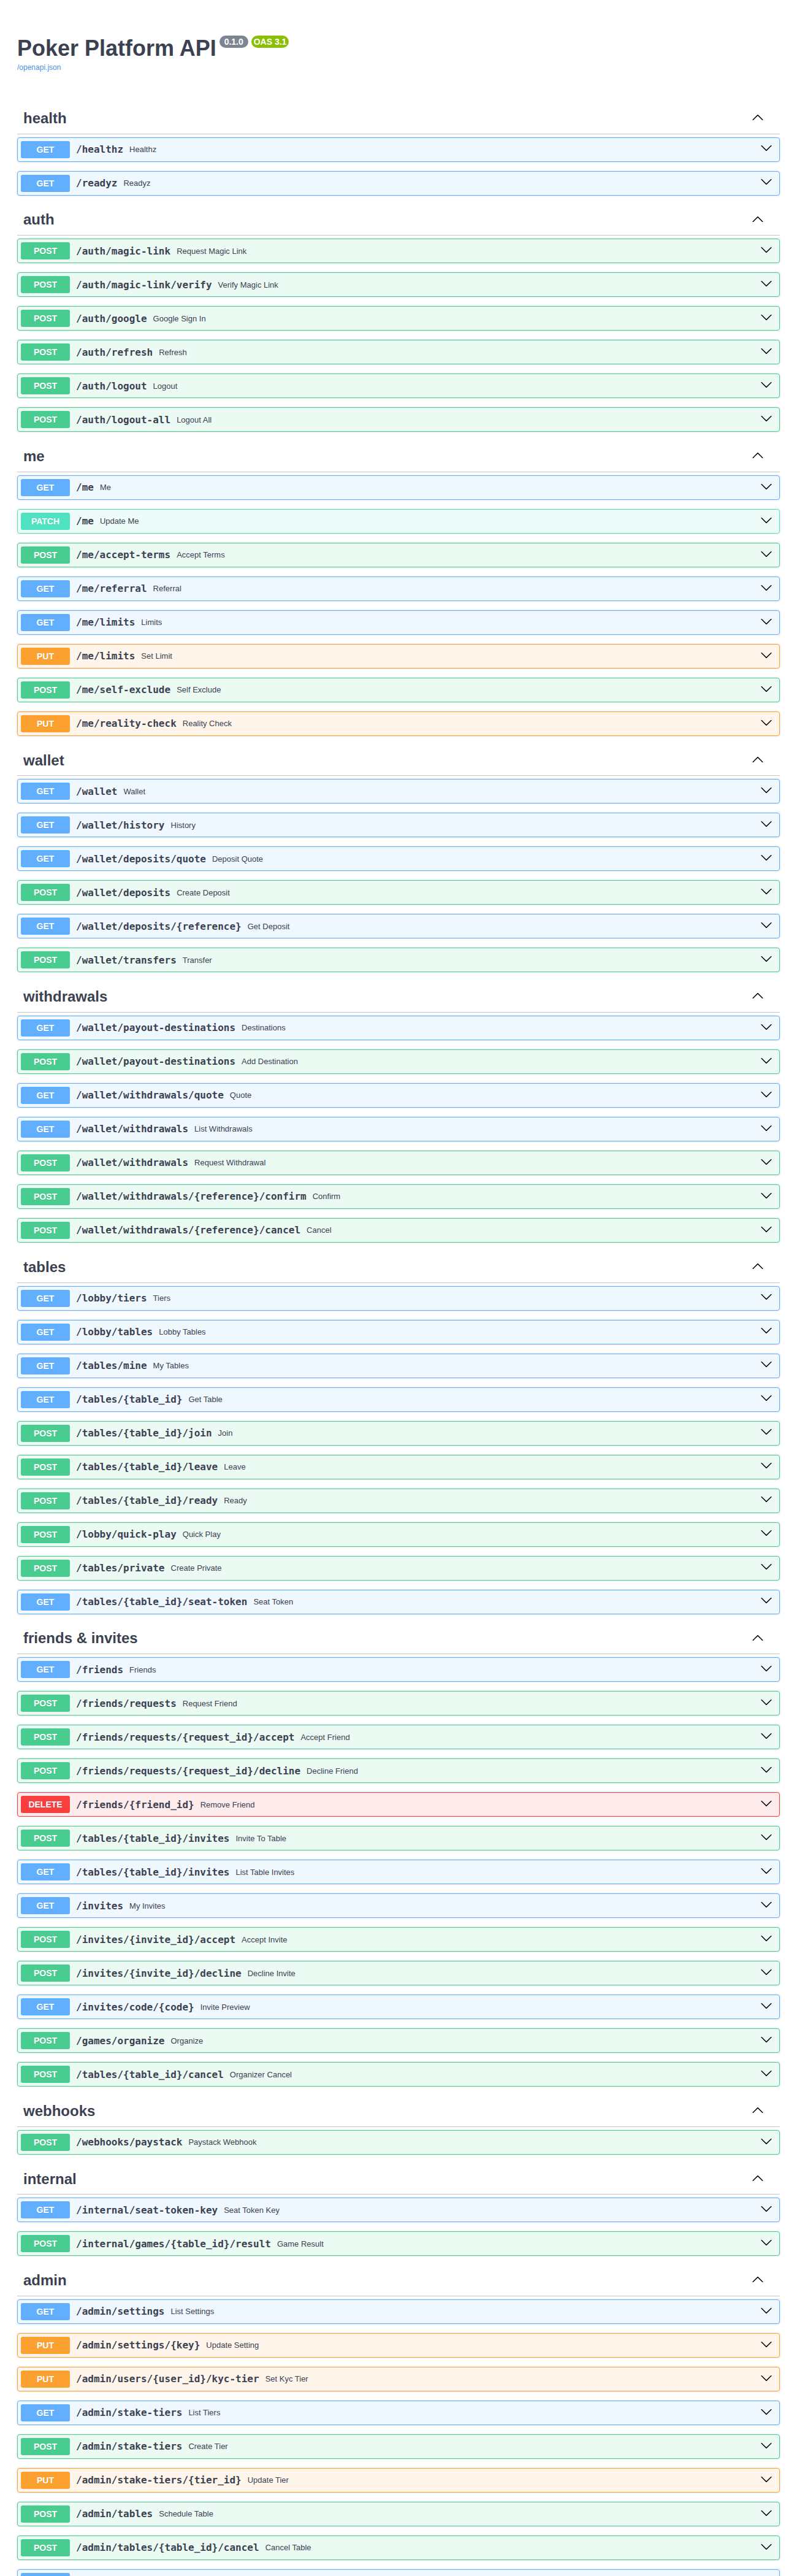 Poker Platform API 0.1.0 OAS 3.1
/openapi.json
health
GET /healthz Healthz
GET /readyz Readyz
auth
POST /auth/magic-link Request Magic Link
POST /auth/magic-link/verify Verify Magic Link
POST /auth/google Google Sign In
POST /auth/refresh Refresh
POST /auth/logout Logout
POST /auth/logout-all Logout All
me
GET /me Me
PATCH /me Update Me
POST /me/accept-terms Accept Terms
GET /me/referral Referral
GET /me/limits Limits
PUT /me/limits Set Limit
POST /me/self-exclude Self Exclude
PUT /me/reality-check Reality Check
wallet
GET /wallet Wallet
GET /wallet/history History
GET /wallet/deposits/quote Deposit Quote
POST /wallet/deposits Create Deposit
GET /wallet/deposits/{reference} Get Deposit
POST /wallet/transfers Transfer
withdrawals
GET /wallet/payout-destinations Destinations
POST /wallet/payout-destinations Add Destination
GET /wallet/withdrawals/quote Quote
GET /wallet/withdrawals List Withdrawals
POST /wallet/withdrawals Request Withdrawal
POST /wallet/withdrawals/{reference}/confirm Confirm
POST /wallet/withdrawals/{reference}/cancel Cancel
tables
GET /lobby/tiers Tiers
GET /lobby/tables Lobby Tables
GET /tables/mine My Tables
GET /tables/{table_id} Get Table
POST /tables/{table_id}/join Join
POST /tables/{table_id}/leave Leave
POST /tables/{table_id}/ready Ready
POST /lobby/quick-play Quick Play
POST /tables/private Create Private
GET /tables/{table_id}/seat-token Seat Token
friends & invites
GET /friends Friends
POST /friends/requests Request Friend
POST /friends/requests/{request_id}/accept Accept Friend
POST /friends/requests/{request_id}/decline Decline Friend
DELETE /friends/{friend_id} Remove Friend
POST /tables/{table_id}/invites Invite To Table
GET /tables/{table_id}/invites List Table Invites
GET /invites My Invites
POST /invites/{invite_id}/accept Accept Invite
POST /invites/{invite_id}/decline Decline Invite
GET /invites/code/{code} Invite Preview
POST /games/organize Organize
POST /tables/{table_id}/cancel Organizer Cancel
webhooks
POST /webhooks/paystack Paystack Webhook
internal
GET /internal/seat-token-key Seat Token Key
POST /internal/games/{table_id}/result Game Result
admin
GET /admin/settings List Settings
PUT /admin/settings/{key} Update Setting
PUT /admin/users/{user_id}/kyc-tier Set Kyc Tier
GET /admin/stake-tiers List Tiers
POST /admin/stake-tiers Create Tier
PUT /admin/stake-tiers/{tier_id} Update Tier
POST /admin/tables Schedule Table
POST /admin/tables/{table_id}/cancel Cancel Table